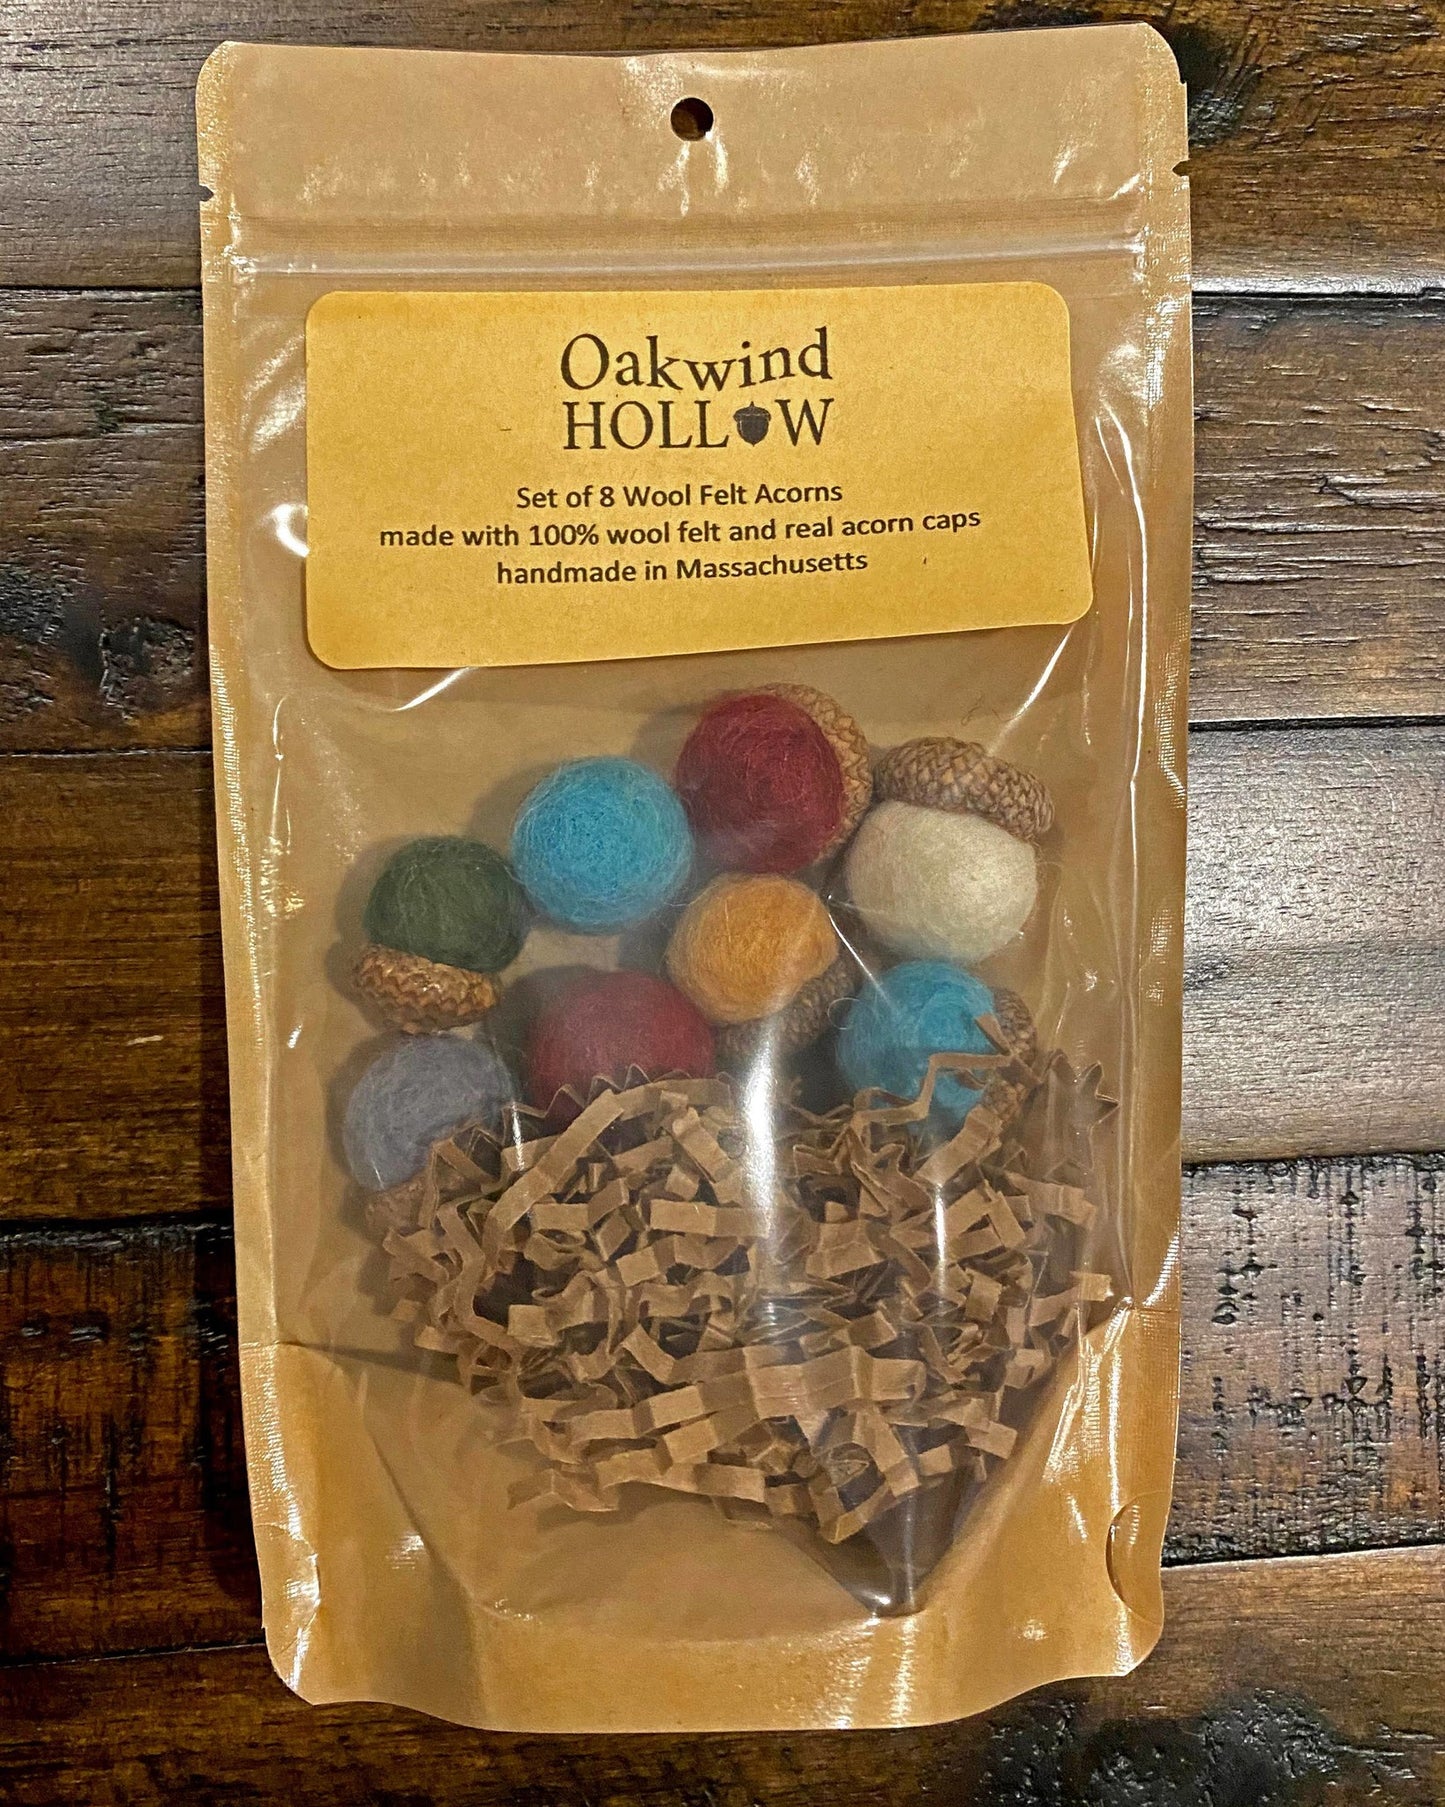 Oakwind
HOLLOW
Set of 8 Wool Felt Acorns
made with 100% wool felt and real acorn caps
handmade in Massachusetts